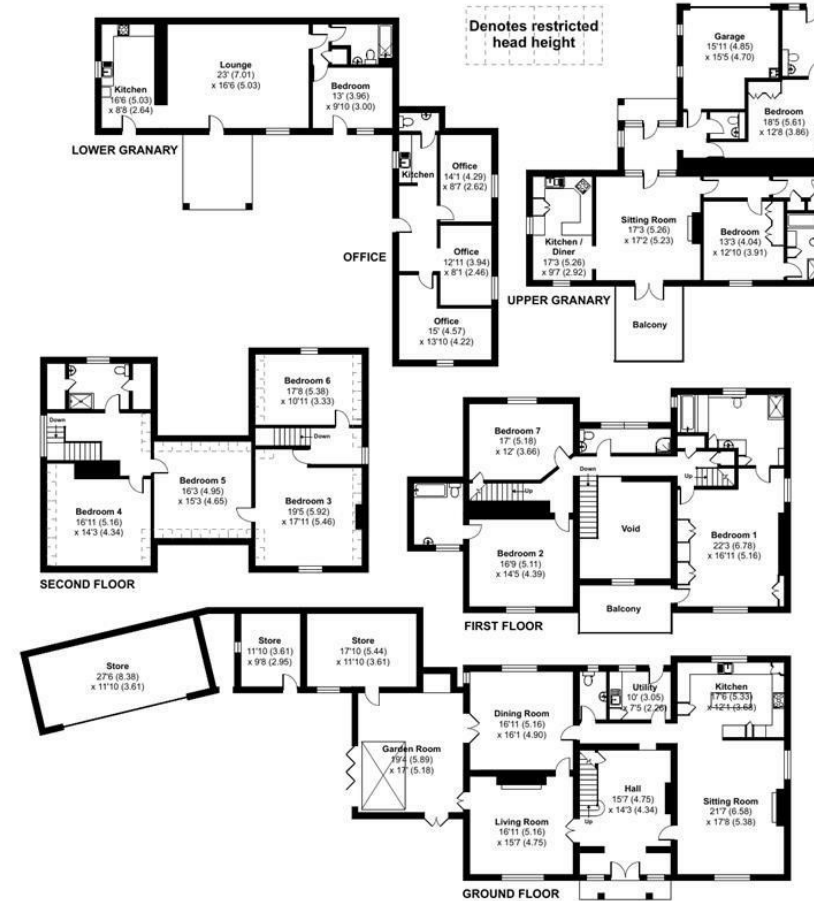 Denotes restricted
head height
Kitchen
16'6 (5.03)
x 8'8 (2.64)
Lounge
23' (7.01)
x 16'6 (5.03)
Bedroom
13' (3.96)
x 9'10 (3.00)
LOWER GRANARY
Kitchen
Office
14'1 (4.29)
x 8'7 (2.62)
Office
12'11 (3.94)
x 8'1 (2.46)
Office
15' (4.57)
x 13'10 (4.22)
OFFICE
Garage
15'11 (4.85)
x 15'5 (4.70)
Bedroom
18'5 (5.61)
x 12'8 (3.86)
Kitchen /
Diner
17'3 (5.26)
x 9'7 (2.92)
Sitting Room
17'3 (5.26)
x 17'2 (5.23)
Bedroom
13'3 (4.04)
x 12'10 (3.91)
UPPER GRANARY
Balcony
Down
Bedroom 6
17'8 (5.38)
x 10'11 (3.33)
Down
Bedroom 5
16'3 (4.95)
x 15'3 (4.65)
Bedroom 4
16'11 (5.16)
x 14'3 (4.34)
Bedroom 3
19'5 (5.92)
x 17'11 (5.46)
SECOND FLOOR
Bedroom 7
17' (5.18)
x 12' (3.66)
Down
Up
Up
Void
Bedroom 2
16'9 (5.11)
x 14'5 (4.39)
Bedroom 1
22'3 (6.78)
x 16'11 (5.16)
Balcony
FIRST FLOOR
Store
27'6 (8.38)
x 11'10 (3.61)
Store
11'10 (3.61)
x 9'8 (2.95)
Store
17'10 (5.44)
x 11'10 (3.61)
Garden Room
19'4 (5.89)
x 17' (5.18)
Dining Room
16'11 (5.16)
x 16'1 (4.90)
Utility
10' (3.05)
x 7'5 (2.26)
Kitchen
17'6 (5.33)
x 12'1 (3.68)
Living Room
16'11 (5.16)
x 15'7 (4.75)
Hall
15'7 (4.75)
x 14'3 (4.34)
Up
Sitting Room
21'7 (6.58)
x 17'8 (5.38)
GROUND FLOOR